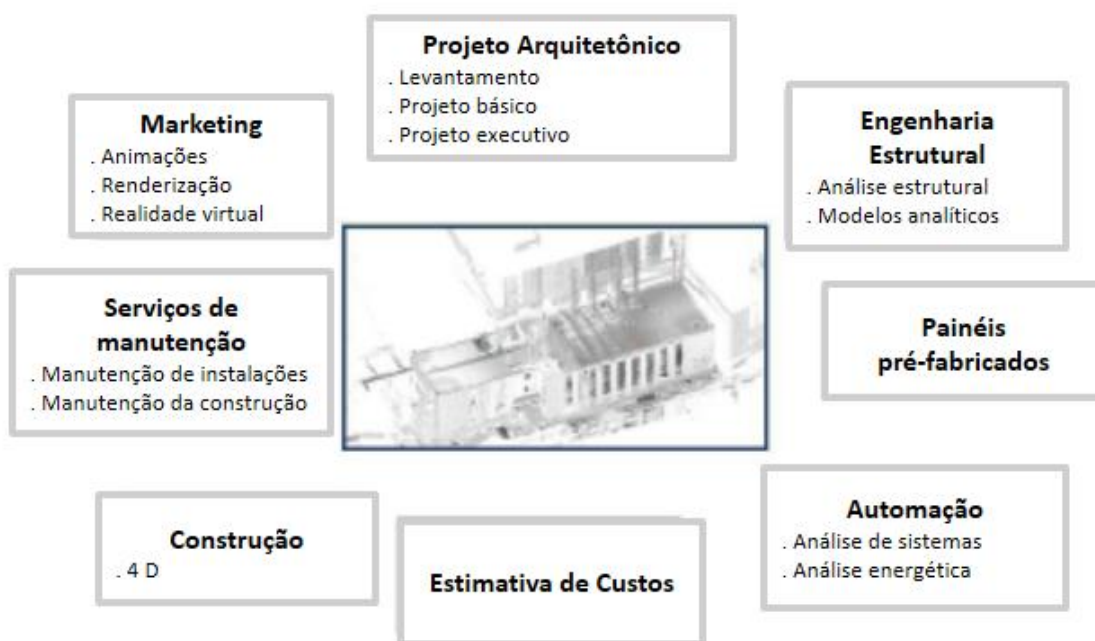 Projeto Arquitetônico
. Levantamento
. Projeto básico
. Projeto executivo
Marketing
. Animações
. Renderização
. Realidade virtual
Engenharia
Estrutural
. Análise estrutural
. Modelos analíticos
Serviços de
manutenção
. Manutenção de instalações
. Manutenção da construção
Painéis
pré-fabricados
Construção
. 4 D
Estimativa de Custos
Automação
. Análise de sistemas
. Análise energética